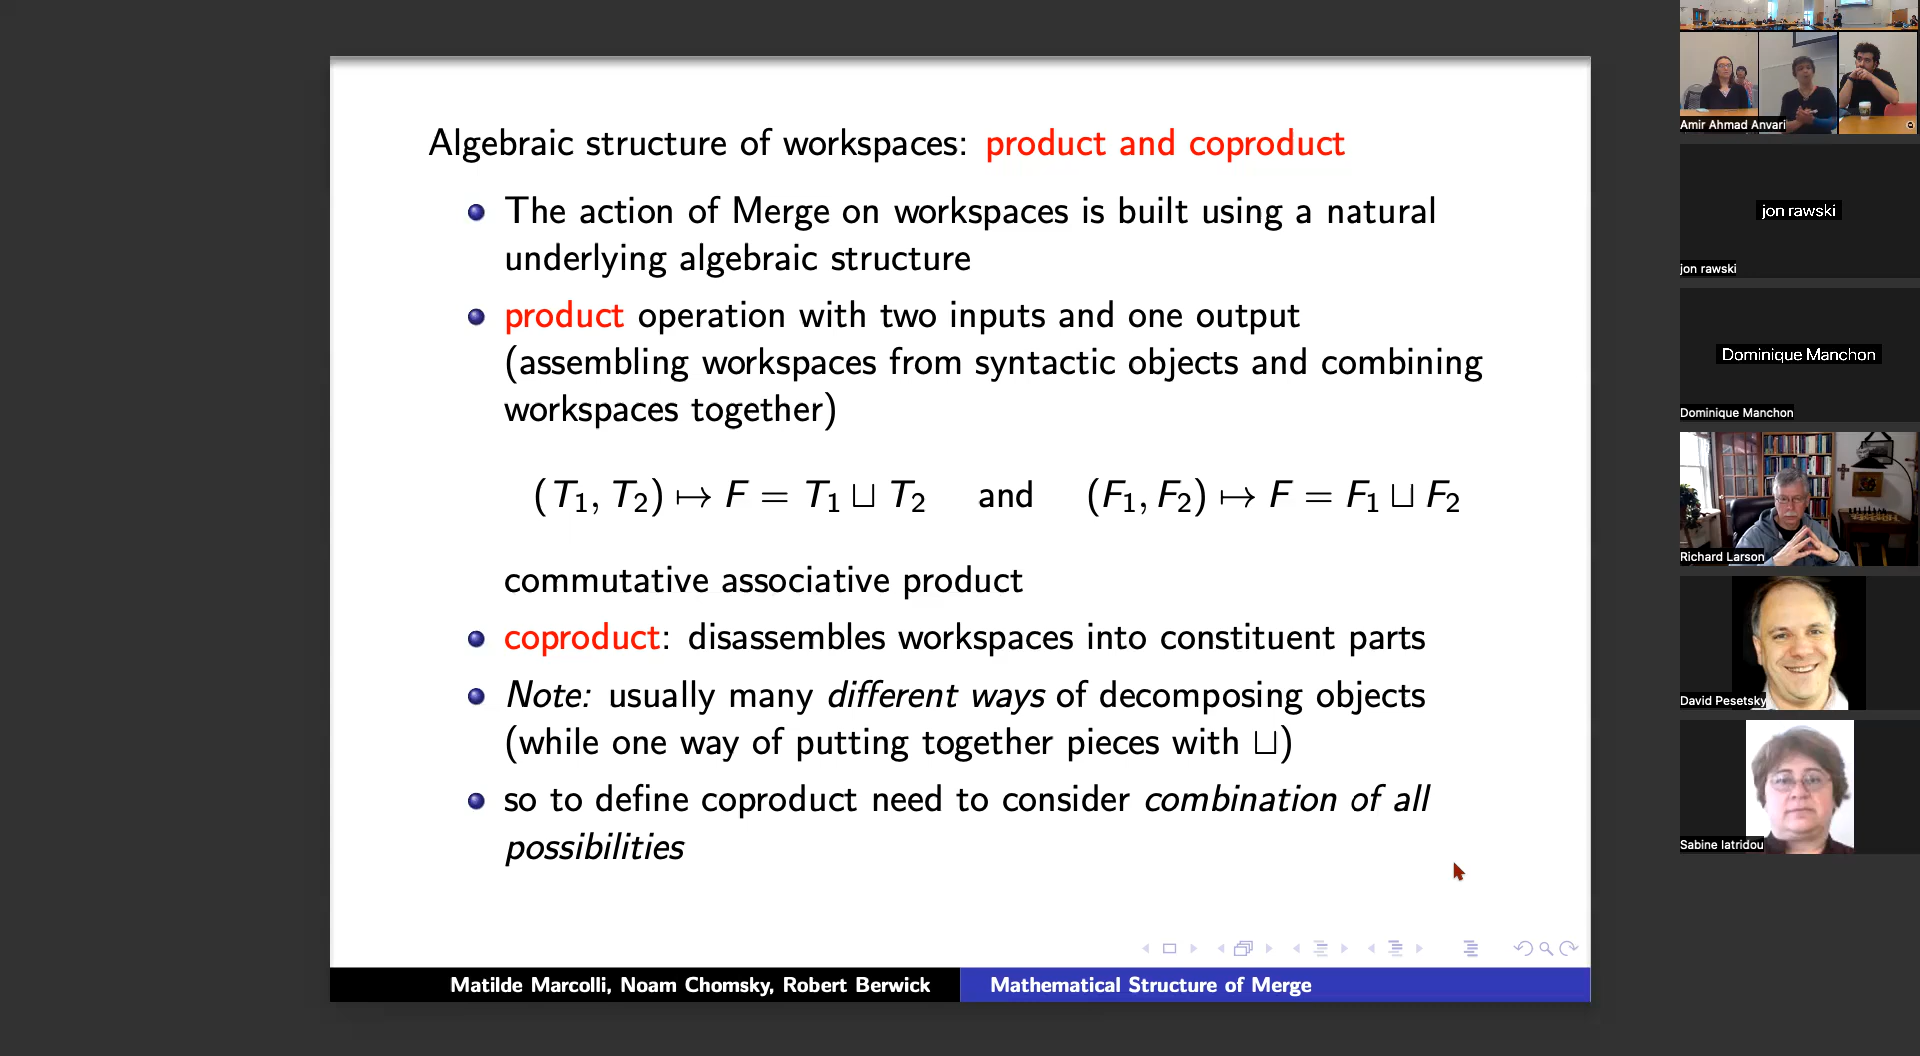 Algebraic structure of workspaces: product and coproduct
The action of Merge on workspaces is built using a natural
underlying algebraic structure
product operation with two inputs and one output
(assembling workspaces from syntactic objects and combining
workspaces together)
(T₁, T₂) ↦ F = T₁ ⊔ T₂ and (F₁, F₂) ↦ F = F₁ ⊔ F₂
commutative associative product
coproduct: disassembles workspaces into constituent parts
Note: usually many different ways of decomposing objects
(while one way of putting together pieces with ⊔)
so to define coproduct need to consider combination of all
possibilities
Matilde Marcolli, Noam Chomsky, Robert Berwick
Mathematical Structure of Merge
Amir Ahmad Anvari
jon rawski
jon rawski
Dominique Manchon
Dominique Manchon
Richard Larson
David Pesetsky
Sabine Iatridou